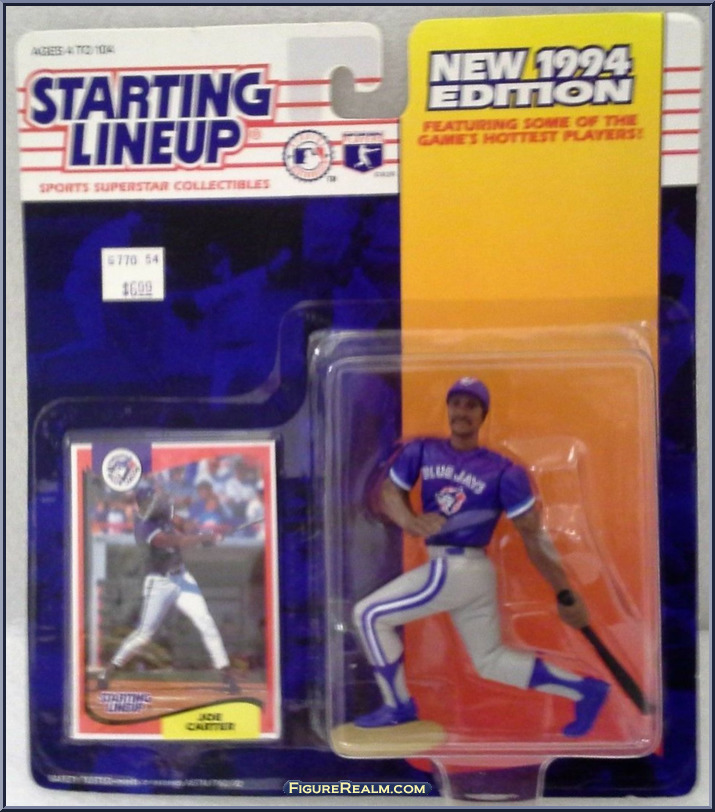 STARTING
LINEUP®
SPORTS SUPERSTAR COLLECTIBLES
NEW 1994
EDITION
FEATURING SOME OF THE
GAME'S HOTTEST PLAYERS!
$6.99
BLUE JAYS
STARTING
LINEUP
JOE
CARTER
FIGUREREALM.COM